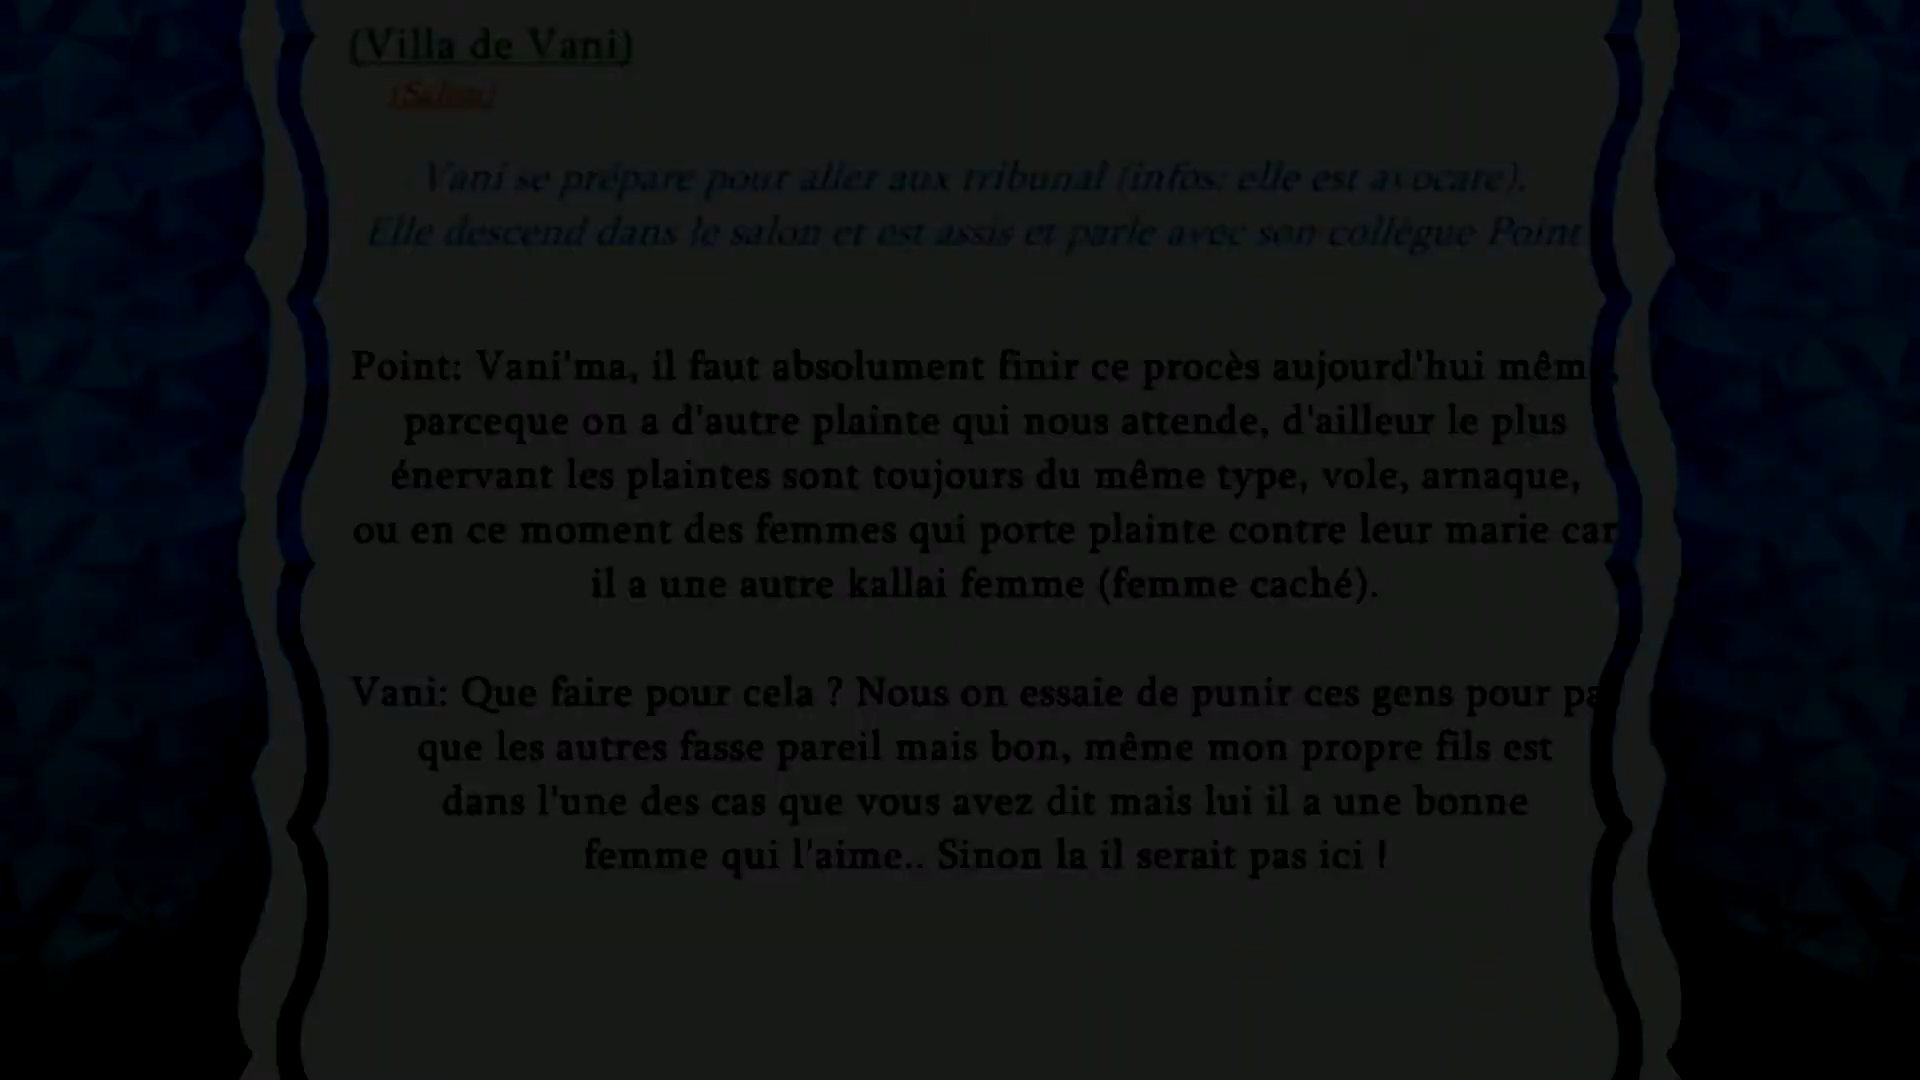 (Villa de Vani)
(Salon)
Vani se prépare pour aller aux tribunal (infos: elle est avocate).
Elle descend dans le salon et est assis et parle avec son collègue Point
Point: Vani'ma, il faut absolument finir ce procès aujourd'hui mêm
parceque on a d'autre plainte qui nous attende, d'ailleur le plus
énervant les plaintes sont toujours du même type, vole, arnaque,
ou en ce moment des femmes qui porte plainte contre leur marie car
il a une autre kallai femme (femme caché).
Vani: Que faire pour cela ? Nous on essaie de punir ces gens pour pa
que les autres fasse pareil mais bon, même mon propre fils est
dans l'une des cas que vous avez dit mais lui il a une bonne
femme qui l'aime.. Sinon la il serait pas ici !